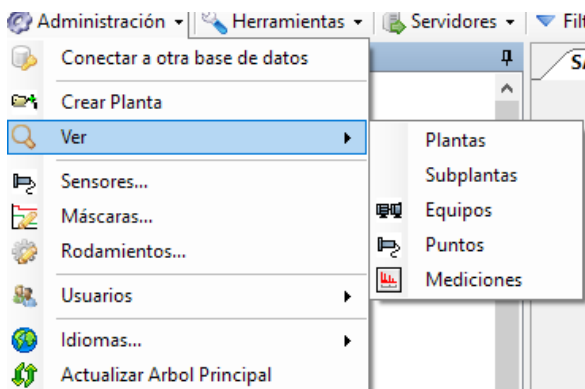 Administración Herramientas Servidores Filt
Conectar a otra base de datos
Crear Planta
Ver
Sensores...
Máscaras...
Rodamientos...
Usuarios
Idiomas...
Actualizar Arbol Principal
Plantas
Subplantas
Equipos
Puntos
Mediciones